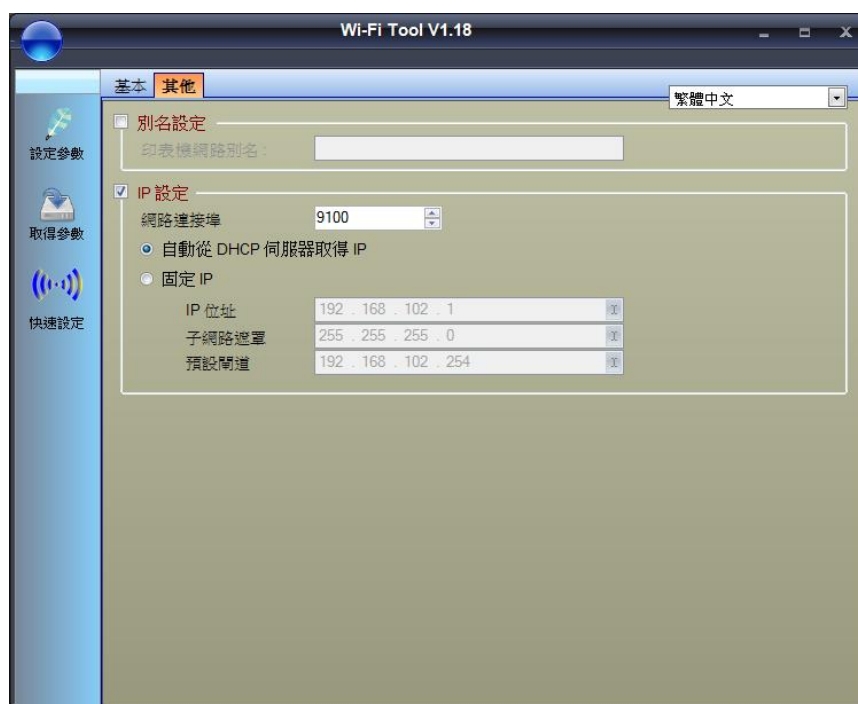 Wi-Fi Tool V1.18
基本 其他
繁體中文
設定參數
取得參數
快速設定
別名設定
印表機網路別名：
IP 設定
網路連接埠 9100
自動從 DHCP 伺服器取得 IP
固定 IP
IP 位址 192 . 168 . 102 . 1
子網路遮罩 255 . 255 . 255 . 0
預設閘道 192 . 168 . 102 . 254